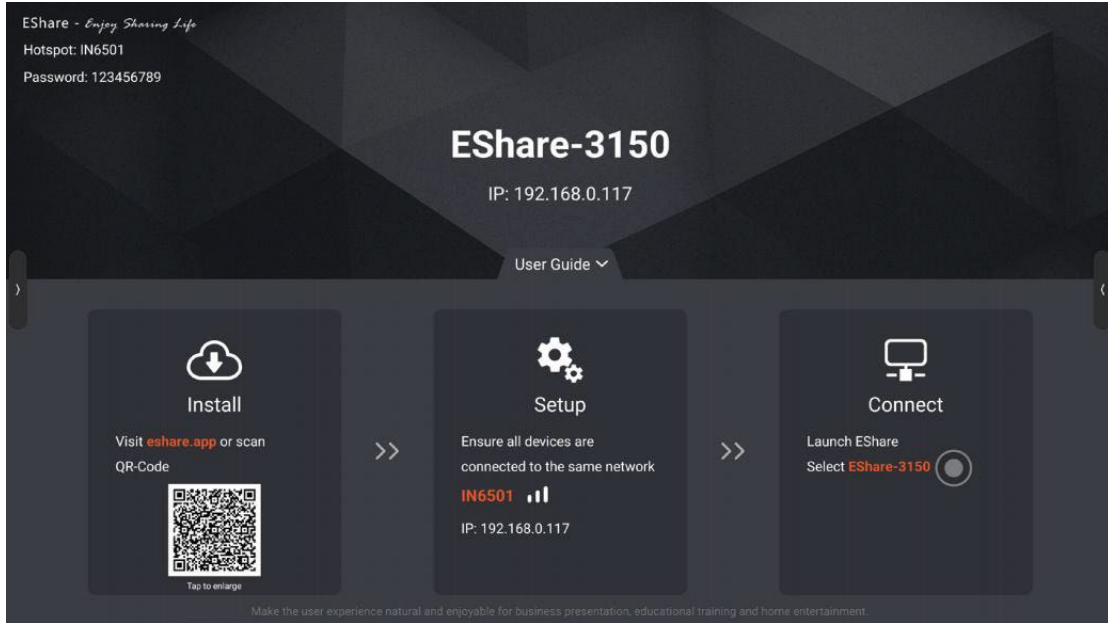 EShare - Enjoy Sharing Life
Hotspot: IN6501
Password: 123456789
EShare-3150
IP: 192.168.0.117
User Guide
Install
Visit eshare.app or scan
QR-Code
Tap to enlarge
Setup
Ensure all devices are
connected to the same network
IN6501
IP: 192.168.0.117
Connect
Launch EShare
Select EShare-3150
Make the user experience natural and enjoyable for business presentation, educational training and home entertainment.